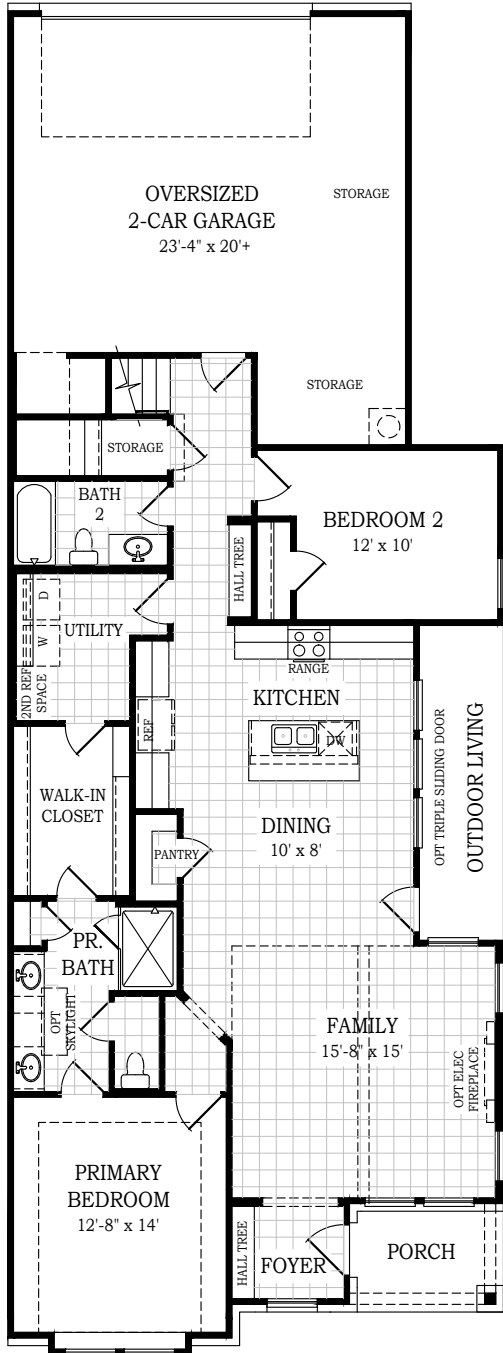 OVERSIZED
2-CAR GARAGE
23'-4" x 20'+
STORAGE
STORAGE
STORAGE
BATH
2
BEDROOM 2
12' x 10'
HALL TREE
D
W
UTILITY
2ND REF
SPACE
RANGE
KITCHEN
REF
DW
OPT TRIPLE SLIDING DOOR
OUTDOOR LIVING
WALK-IN
CLOSET
DINING
10' x 8'
PANTRY
PR.
BATH
OPT
SKYLIGHT
FAMILY
15'-8" x 15'
OPT ELEC
FIREPLACE
PRIMARY
BEDROOM
12'-8" x 14'
HALL TREE
FOYER
PORCH